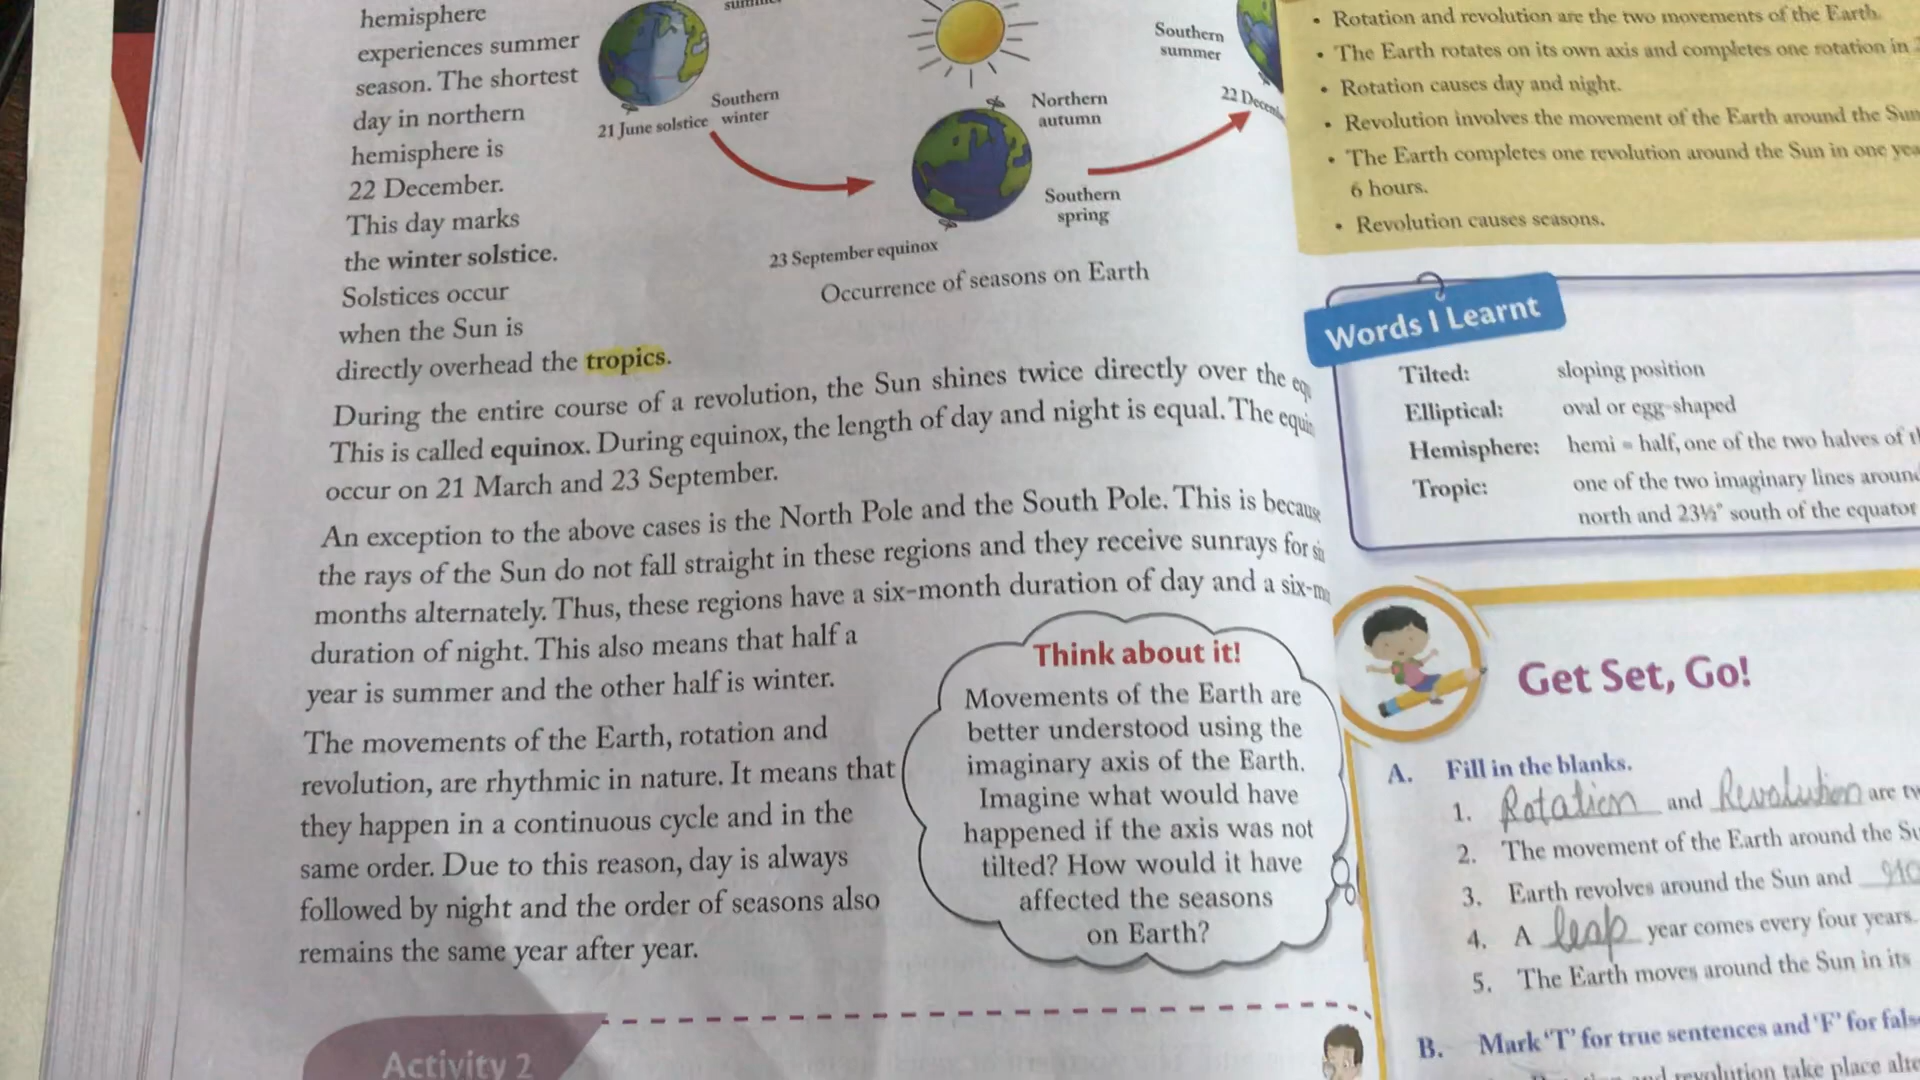 hemisphere
experiences summer
season. The shortest
day in northern
hemisphere is
22 December.
This day marks
the winter solstice.
Solstices occur
when the Sun is
directly overhead the tropics.
Southern
winter
21 June solstice
Northern
autumn
Southern
spring
23 September equinox
Southern
summer
22
Occurrence of seasons on Earth
During the entire course of a revolution, the Sun shines twice directly over the
This is called equinox. During equinox, the length of day and night is equal. The
occur on 21 March and 23 September.
An exception to the above cases is the North Pole and the South Pole. This is because
the rays of the Sun do not fall straight in these regions and they receive sunrays for
months alternately. Thus, these regions have a six-month duration of day and a
duration of night. This also means that half a
year is summer and the other half is winter.
The movements of the Earth, rotation and
revolution, are rhythmic in nature. It means that
they happen in a continuous cycle and in the
same order. Due to this reason, day is always
followed by night and the order of seasons also
remains the same year after year.
Think about it!
Movements of the Earth are
better understood using the
imaginary axis of the Earth.
Imagine what would have
happened if the axis was not
tilted? How would it have
affected the seasons
on Earth?
Activity 2
• Rotation and revolution are the two movements of the Earth.
• The Earth rotates on its own axis and completes one rotation in
• Rotation causes day and night.
• Revolution involves the movement of the Earth around the Sun
• The Earth completes one revolution around the Sun in one
6 hours.
• Revolution causes seasons.
Words I Learnt
Tilted: sloping position
Elliptical: oval or egg-shaped
Hemisphere: hemi = half, one of the two halves of
Tropic: one of the two imaginary lines
north and 23½° south of the equator
Get Set, Go!
A. Fill in the blanks.
1. Rotation and Revolution are
2. The movement of the Earth around the
3. Earth revolves around the Sun and
4. A leap year comes every four years.
5. The Earth moves around the Sun in its
B. Mark 'T' for true sentences and 'F' for
revolution take place